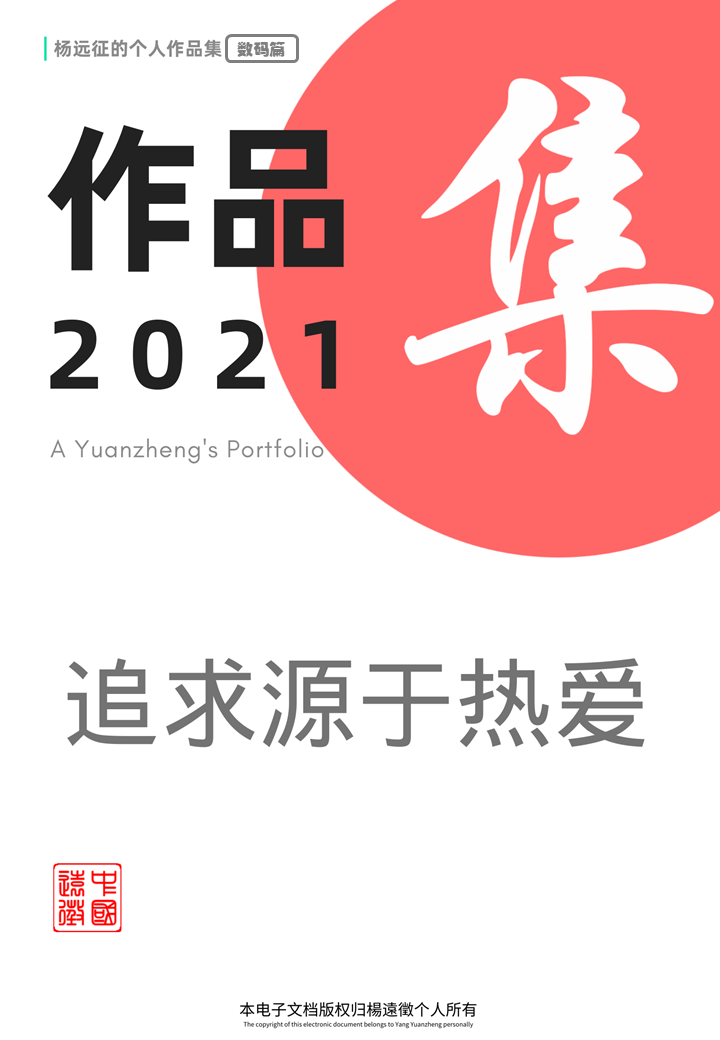 杨远征的个人作品集 数码篇
作品集
2021
A Yuanzheng's Portfolio
追求源于热爱
中國
遠徵
本电子文档版权归楊遠徵个人所有
The copyright of this electronic document belongs to Yang Yuanzheng personally